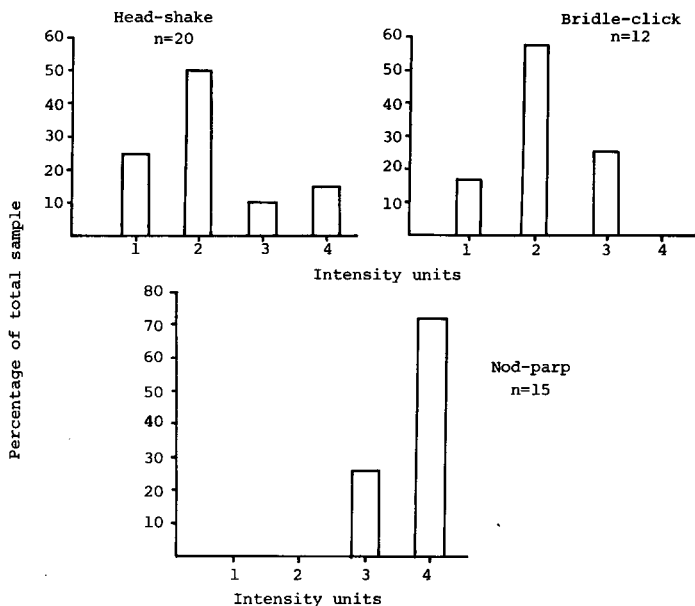 Head-shake
n=20
60
50
40
30
20
10
1 2 3 4
Bridle-click
n=12
60
50
40
30
20
10
1 2 3 4
Intensity units
Percentage of total sample
80
70
60
50
40
30
20
10
1 2 3 4
Nod-parp
n=15
Intensity units